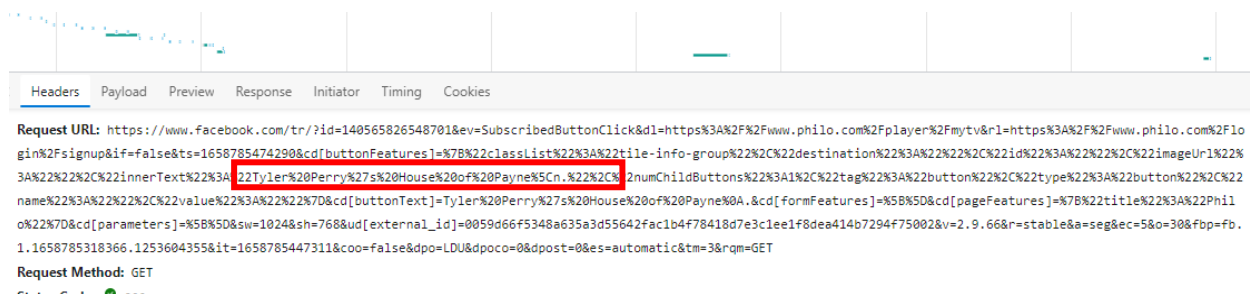 Headers Payload Preview Response Initiator Timing Cookies
Request URL: https://www.facebook.com/tr/?id=140565826548701&ev=SubscribedButtonClick&dl=https%3A%2F%2Fwww.philo.com%2Fplayer%2Fmytv&rl=https%3A%2F%2Fwww.philo.com%2Flo
gin%2Fsignup&if=false&ts=1658785474290&cd[buttonFeatures]=%7B%22classList%22%3A%22tile-info-group%22%2C%22destination%22%3A%22%22%2C%22id%22%3A%22%22%2C%22imageUrl%22%
3A%22%22%2C%22innerText%22%3A%22Tyler%20Perry%27s%20House%20of%20Payne%5Cn.%22%2C%22numChildButtons%22%3A1%2C%22tag%22%3A%22button%22%2C%22type%22%3A%22button%22%2C%22
name%22%3A%22%22%2C%22value%22%3A%22%22%7D&cd[buttonText]=Tyler%20Perry%27s%20House%20of%20Payne%0A.&cd[formFeatures]=%5B%5D&cd[pageFeatures]=%7B%22title%22%3A%22Phil
o%22%7D&cd[parameters]=%5B%5D&sw=1024&sh=768&ud[external_id]=0059d66f5348a635a3d55642fac1b4f78418d7e3c1ee1f8dea414b7294f75002&v=2.9.66&r=stable&a=seg&ec=5&o=30&fbp=fb.
1.1658785318366.1253604355&it=1658785447311&coo=false&dpo=LDU&dpoco=0&dpost=0&es=automatic&tm=3&rqm=GET
Request Method: GET